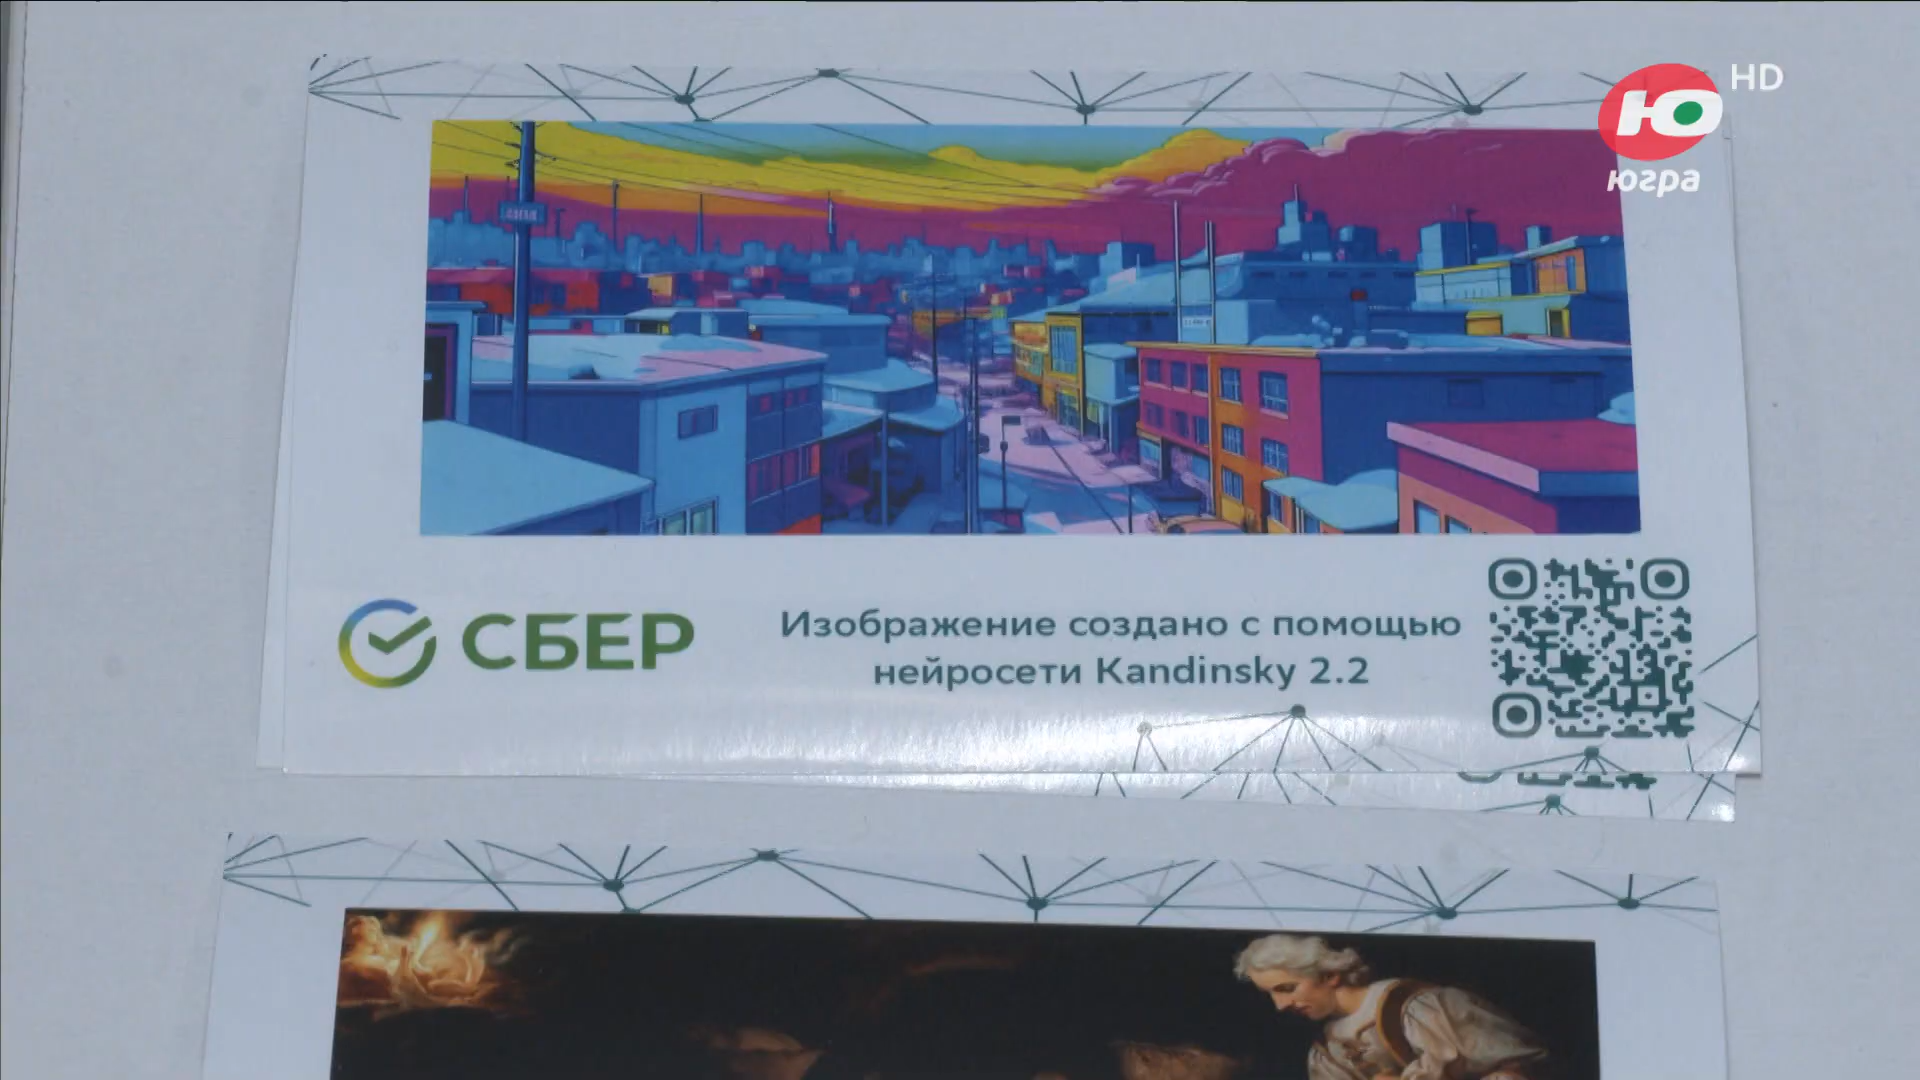 HD
Ю
югра
СБЕР
Изображение создано с помощью
нейросети Kandinsky 2.2